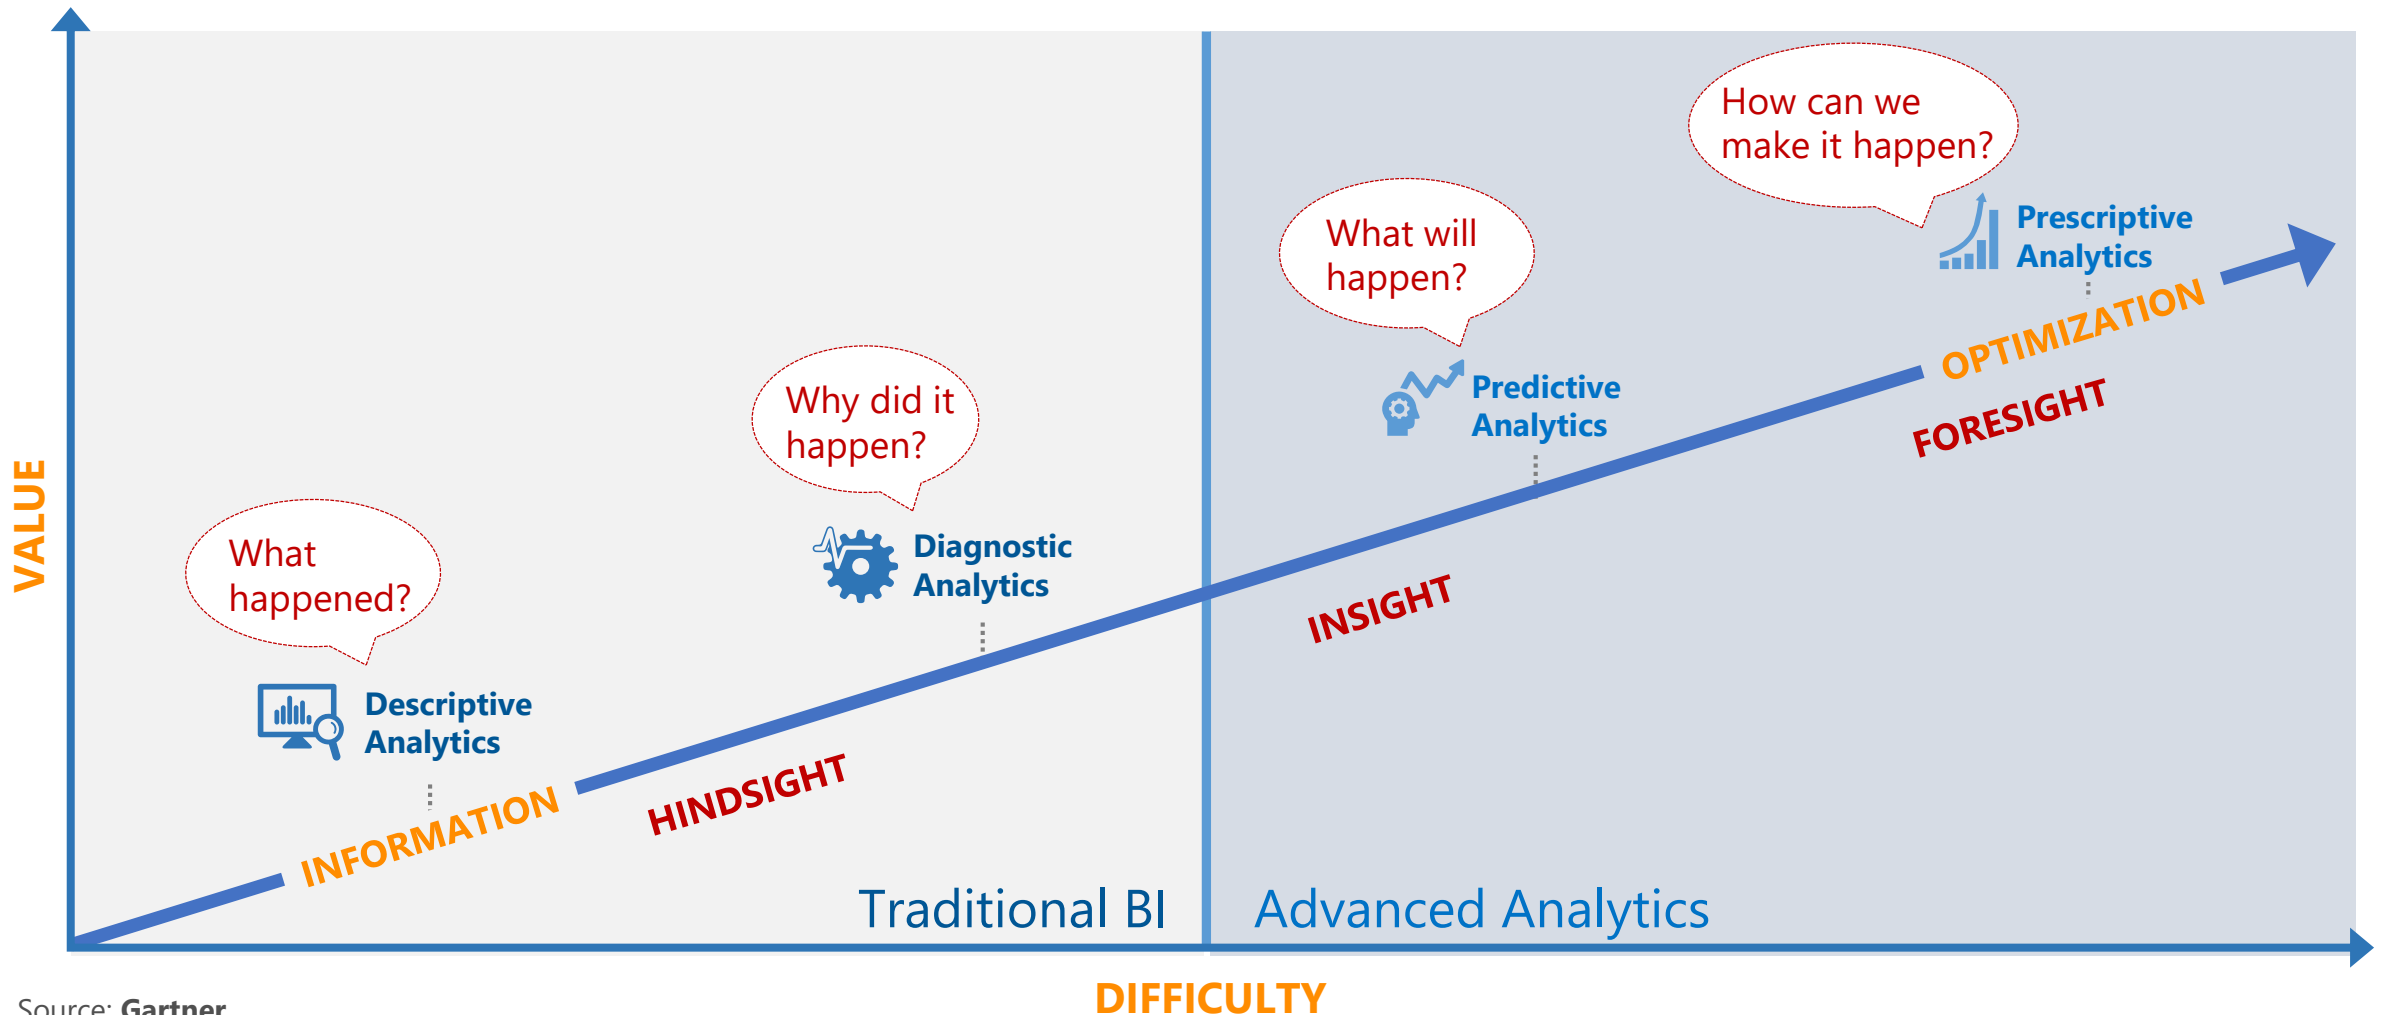 How can we
make it happen?
Prescriptive
Analytics
What will
happen?
OPTIMIZATION
Predictive
Analytics
FORESIGHT
Why did it
happen?
VALUE
Diagnostic
Analytics
What
happened?
INSIGHT
Descriptive
Analytics
HINDSIGHT
INFORMATION
Traditional BI
Advanced Analytics
DIFFICULTY
Source: Gartner